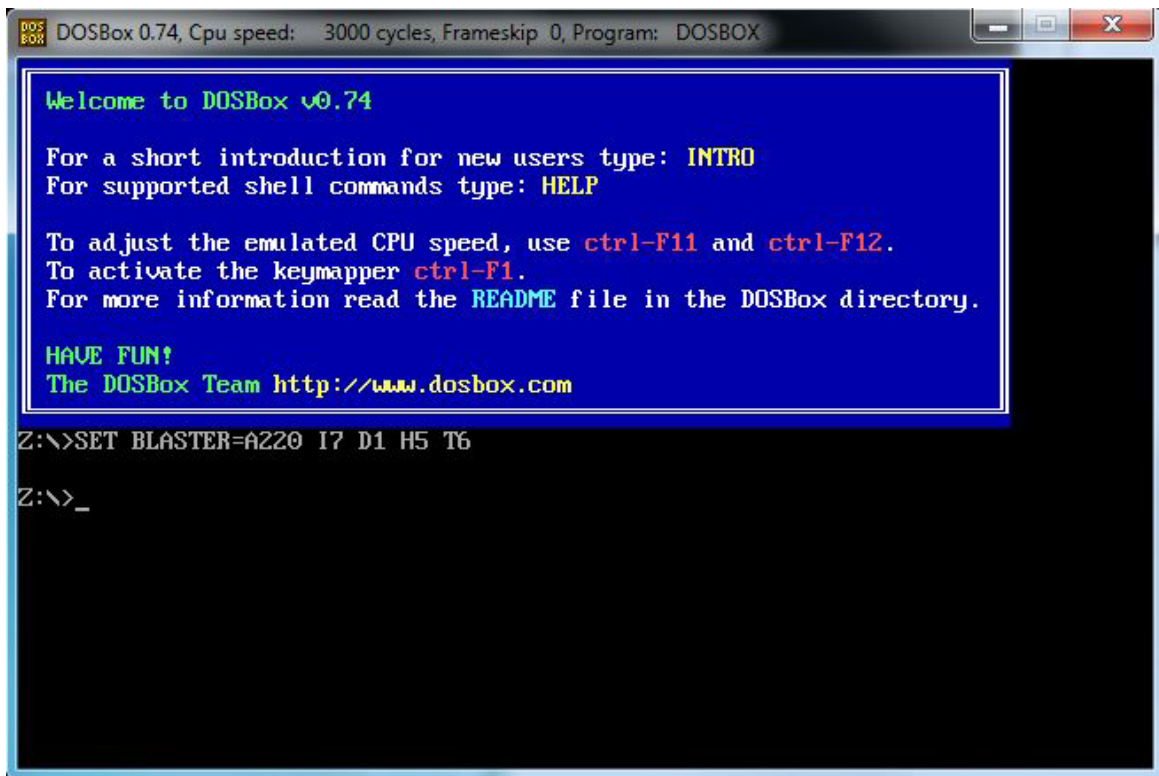 DOS BOX DOSBox 0.74, Cpu speed: 3000 cycles, Frameskip 0, Program: DOSBOX
Welcome to DOSBox v0.74
For a short introduction for new users type: INTRO
For supported shell commands type: HELP
To adjust the emulated CPU speed, use ctrl-F11 and ctrl-F12.
To activate the keymapper ctrl-F1.
For more information read the README file in the DOSBox directory.
HAVE FUN!
The DOSBox Team http://www.dosbox.com
Z:\>SET BLASTER=A220 I7 D1 H5 T6
Z:\>_